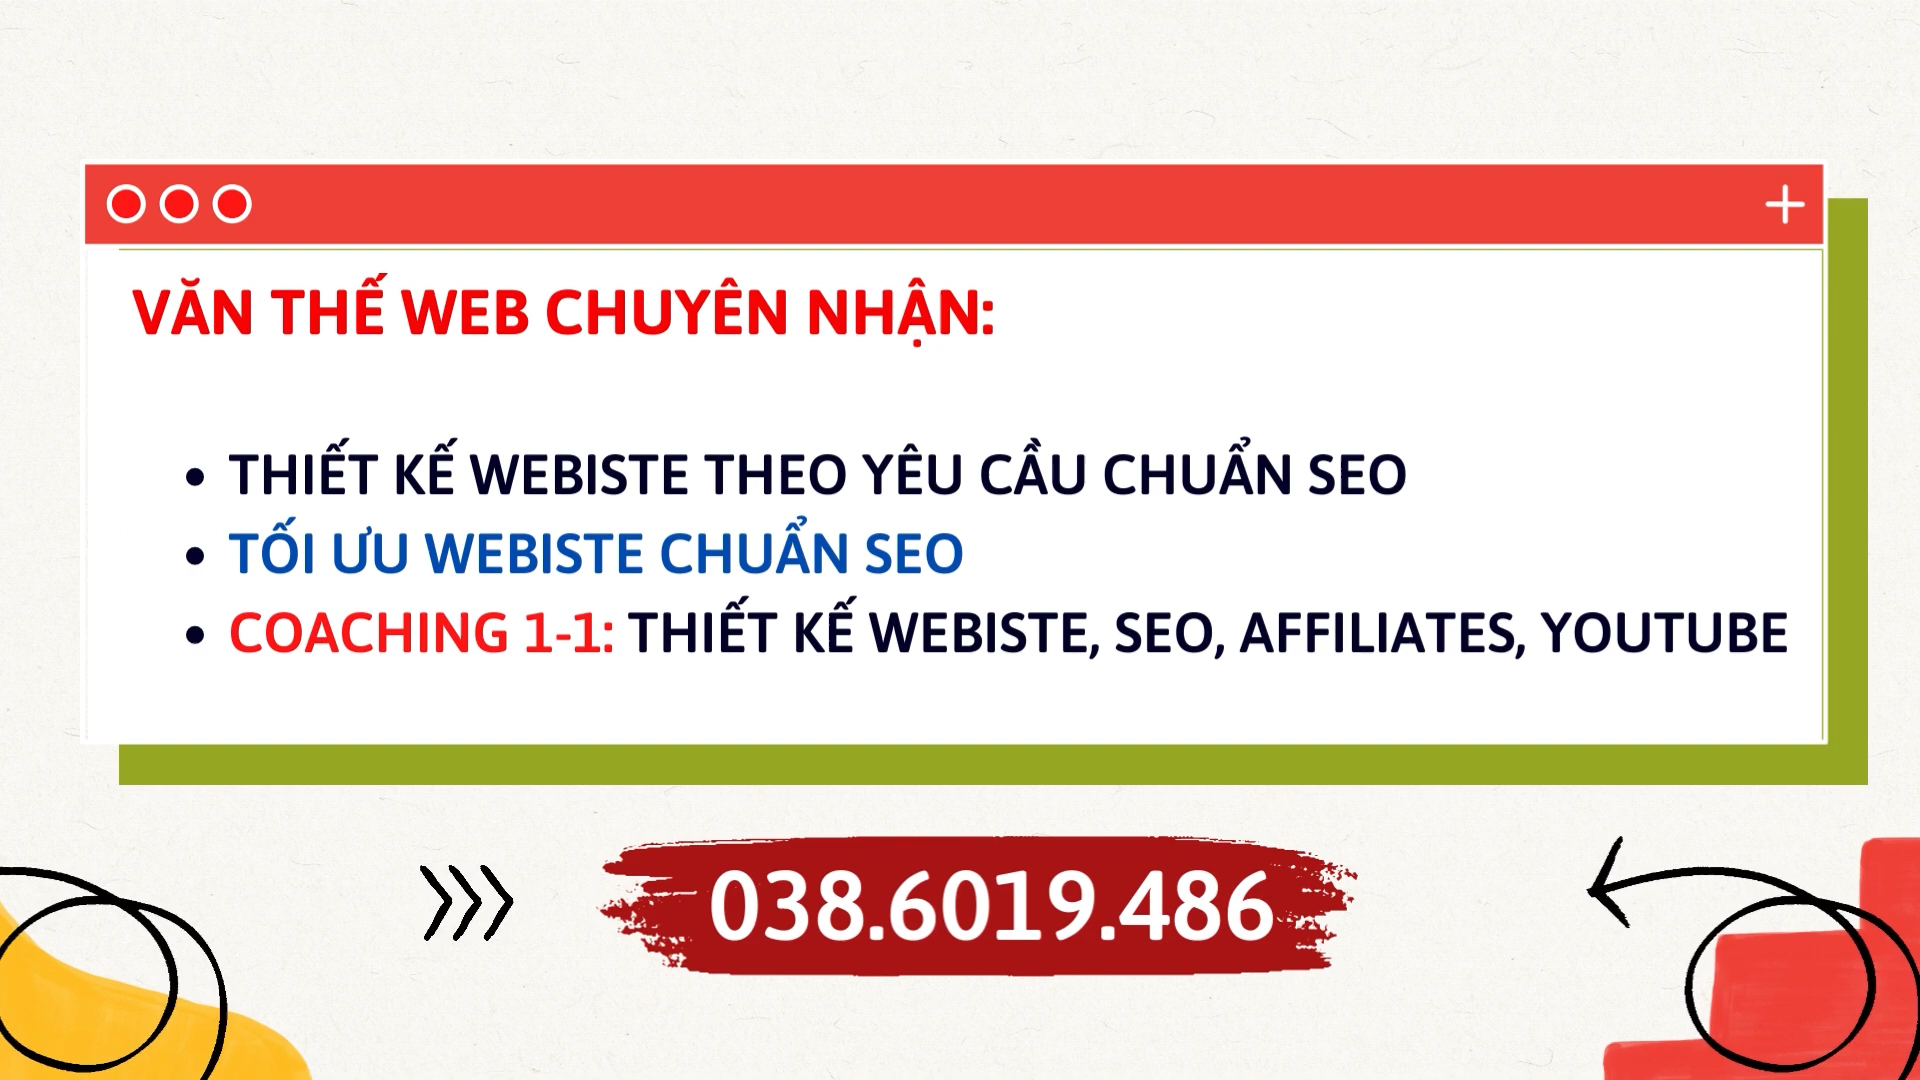 VĂN THẾ WEB CHUYÊN NHẬN:
• THIẾT KẾ WEBISTE THEO YÊU CẦU CHUẨN SEO
• TỐI ƯU WEBISTE CHUẨN SEO
• COACHING 1-1: THIẾT KẾ WEBISTE, SEO, AFFILIATES, YOUTUBE
038.6019.486